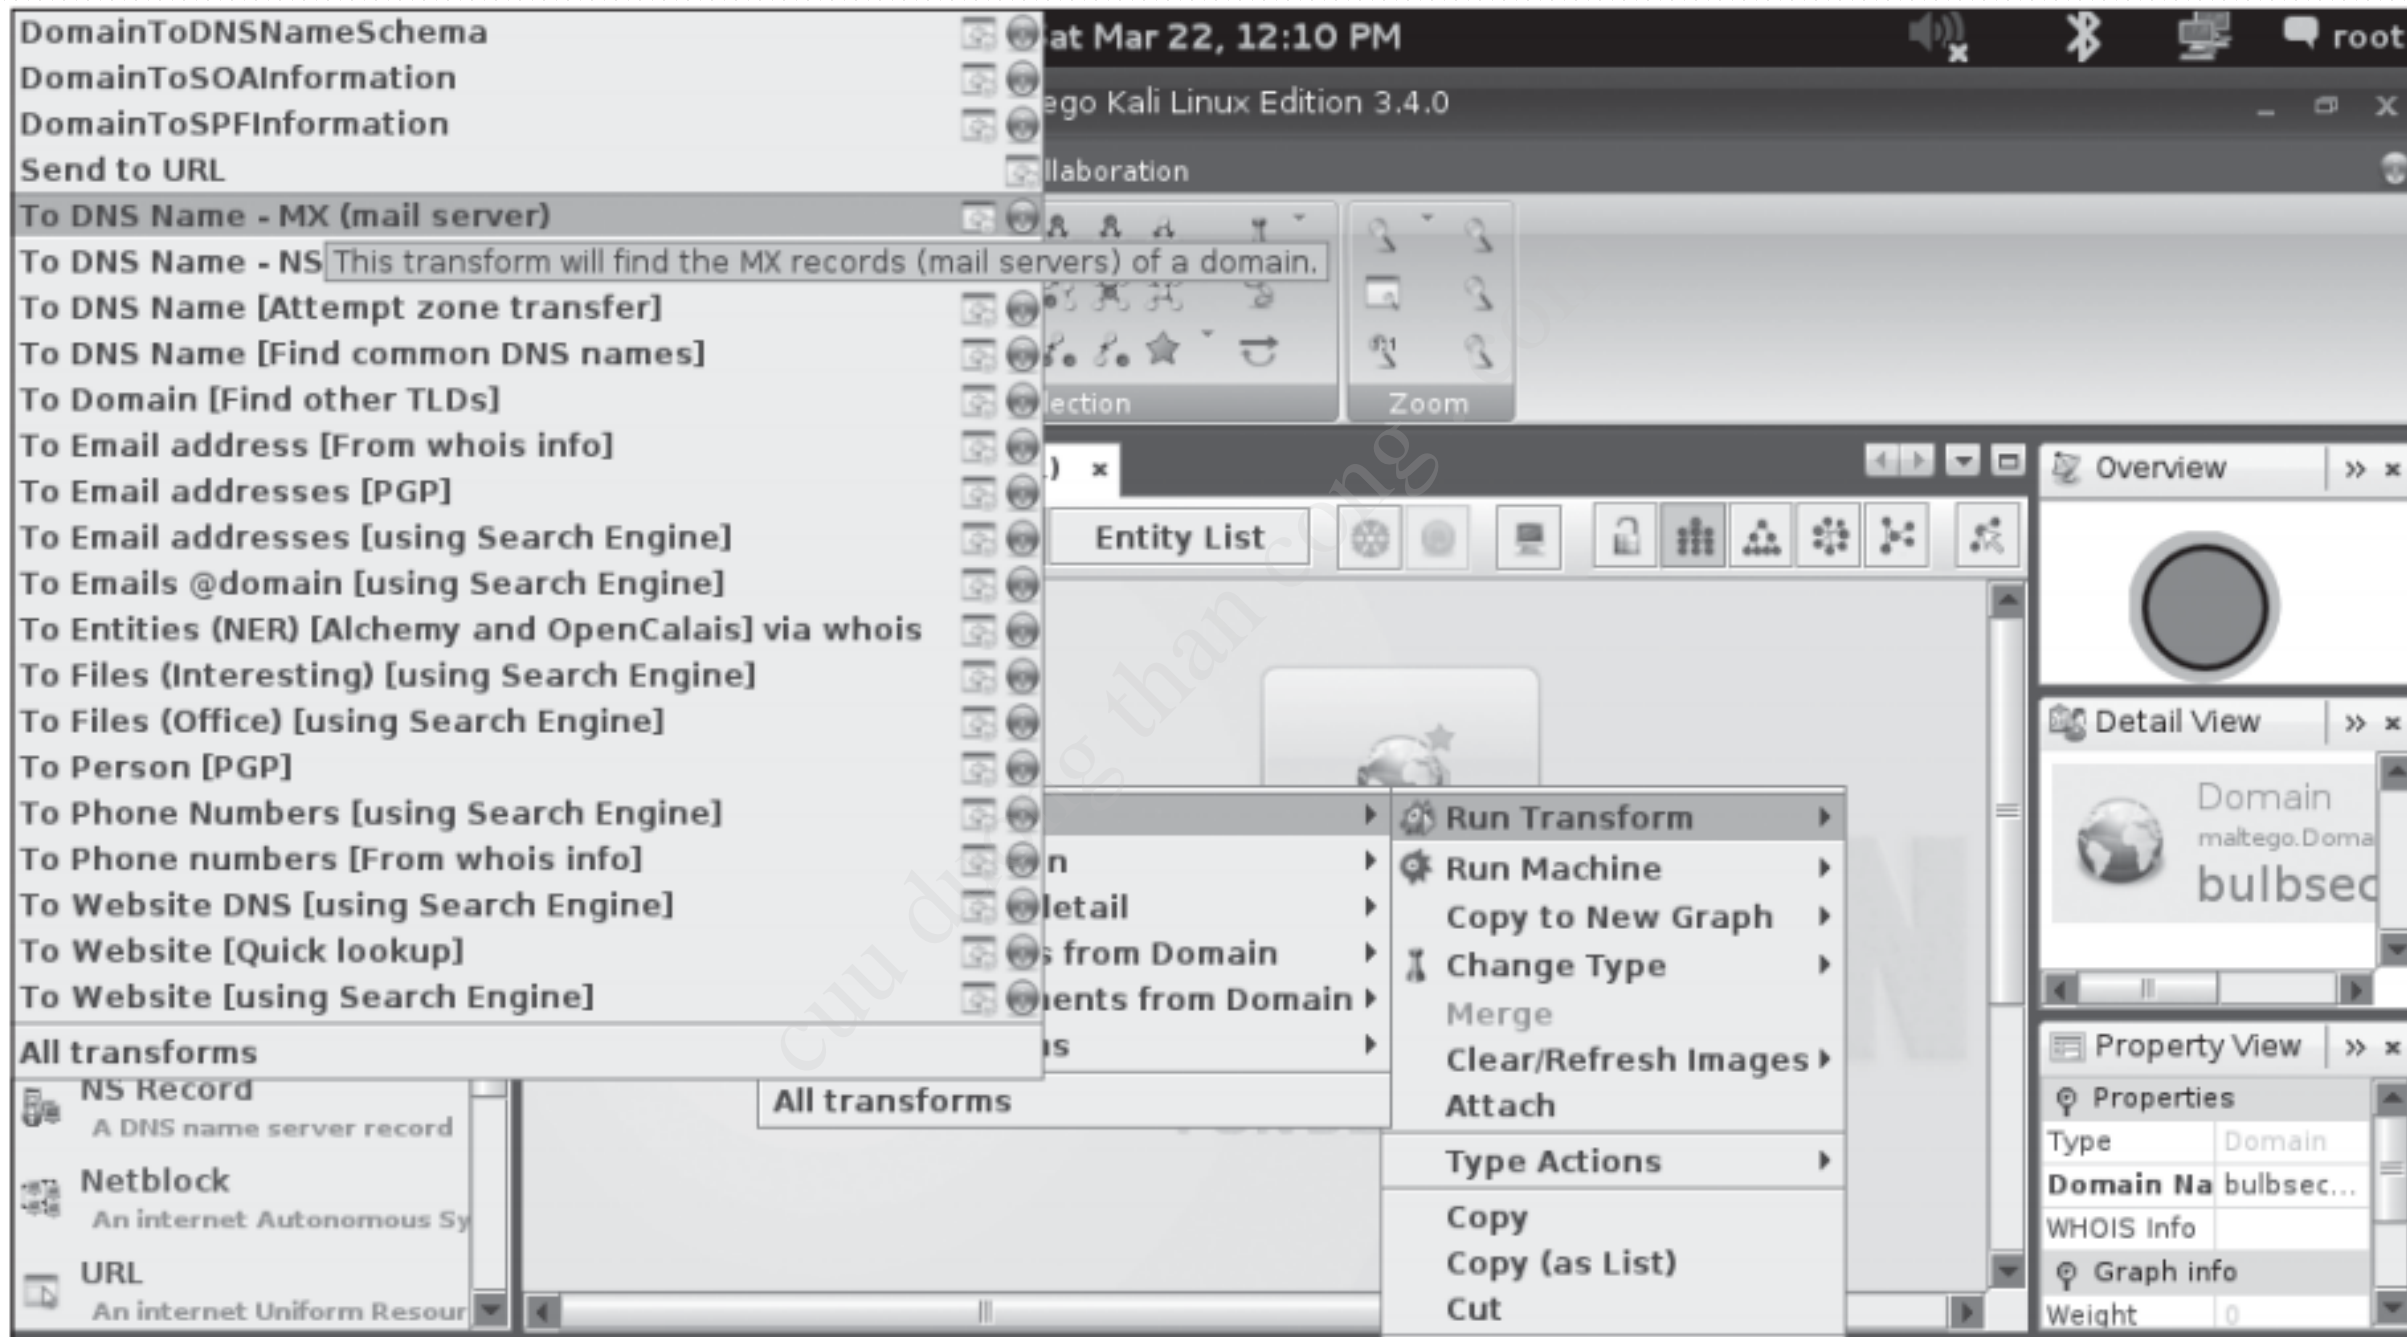 DomainToDNSNameSchema
DomainToSOAInformation
DomainToSPFInformation
Send to URL
To DNS Name - MX (mail server)
To DNS Name - NS
This transform will find the MX records (mail servers) of a domain.
To DNS Name [Attempt zone transfer]
To DNS Name [Find common DNS names]
To Domain [Find other TLDs]
To Email address [From whois info]
To Email addresses [PGP]
To Email addresses [using Search Engine]
To Emails @domain [using Search Engine]
To Entities (NER) [Alchemy and OpenCalais] via whois
To Files (Interesting) [using Search Engine]
To Files (Office) [using Search Engine]
To Person [PGP]
To Phone Numbers [using Search Engine]
To Phone numbers [From whois info]
To Website DNS [using Search Engine]
To Website [Quick lookup]
To Website [using Search Engine]
All transforms
NS Record
A DNS name server record
Netblock
An internet Autonomous Sy
URL
An internet Uniform Resour
at Mar 22, 12:10 PM
root
ego Kali Linux Edition 3.4.0
llaboration
lection
Zoom
Entity List
n
letail
s from Domain
nents from Domain
ns
All transforms
Run Transform
Run Machine
Copy to New Graph
Change Type
Merge
Clear/Refresh Images
Attach
Type Actions
Copy
Copy (as List)
Cut
Overview
Detail View
Domain
maltego.Doma
bulbsec
Property View
Properties
Type Domain
Domain Na bulbsec...
WHOIS Info
Graph info
Weight 0
cuu duong than cong . com